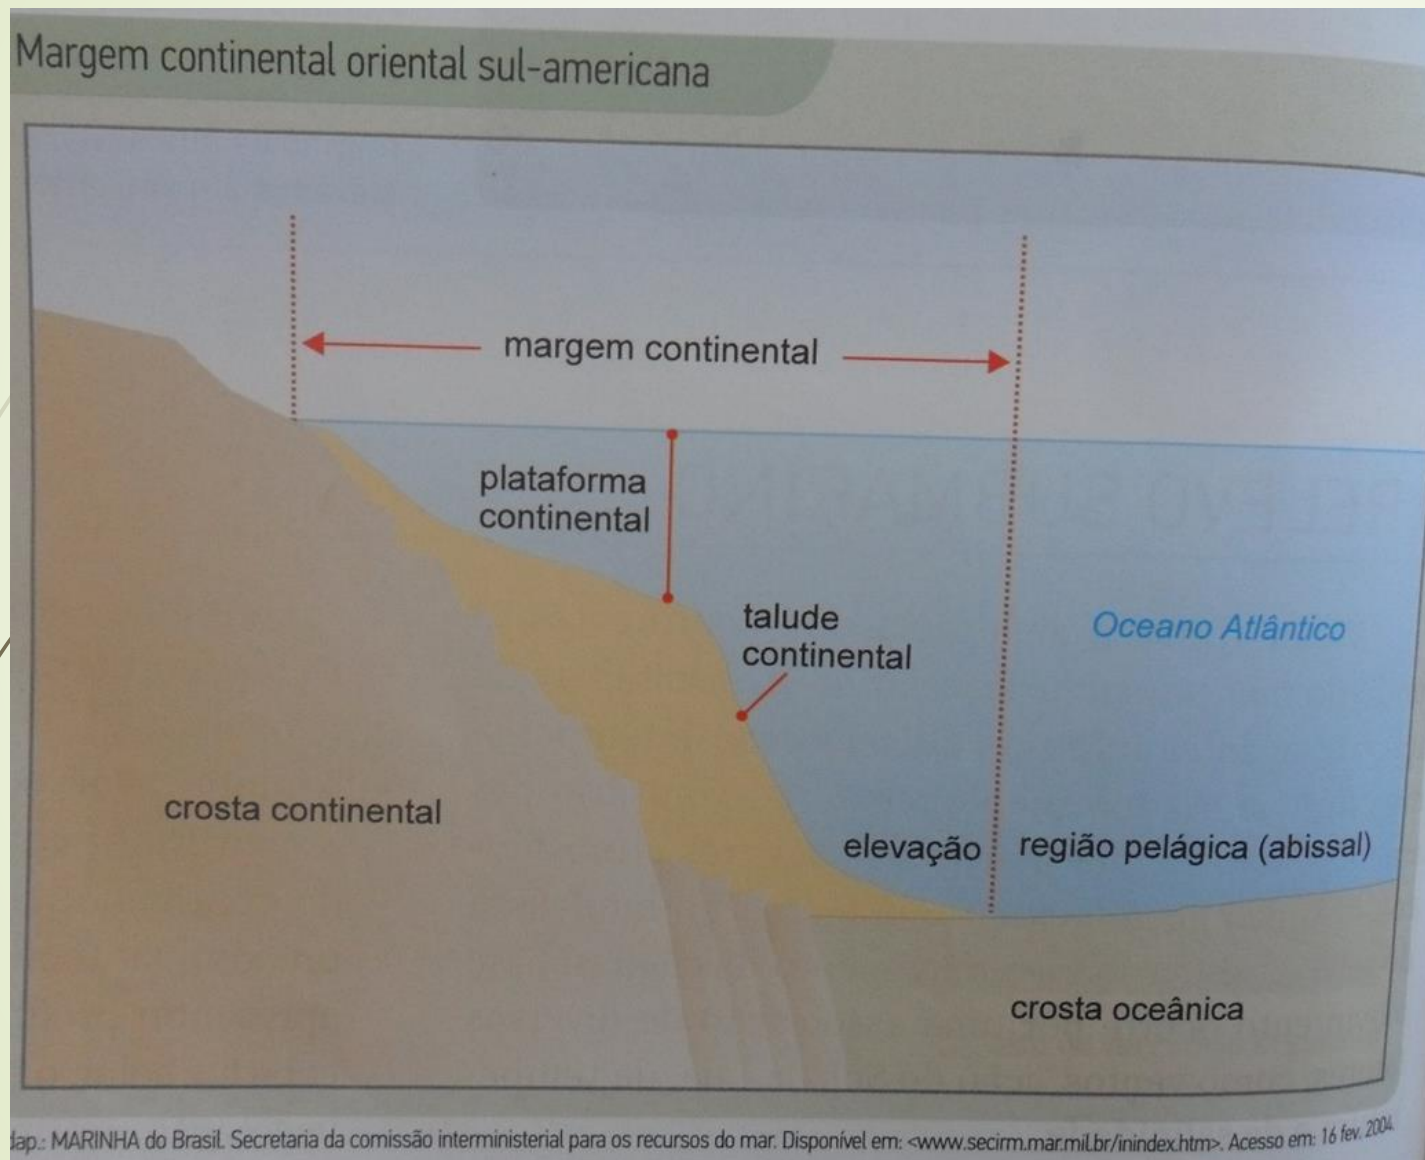 Margem continental oriental sul-americana
margem continental
plataforma
continental
talude
continental
Oceano Atlântico
crosta continental
elevação
região pelágica (abissal)
crosta oceânica
dap.: MARINHA do Brasil. Secretaria da comissão interministerial para os recursos do mar. Disponível em: <www.secirm.mar.mil.br/inindex.htm>. Acesso em: 16 fev. 2004.